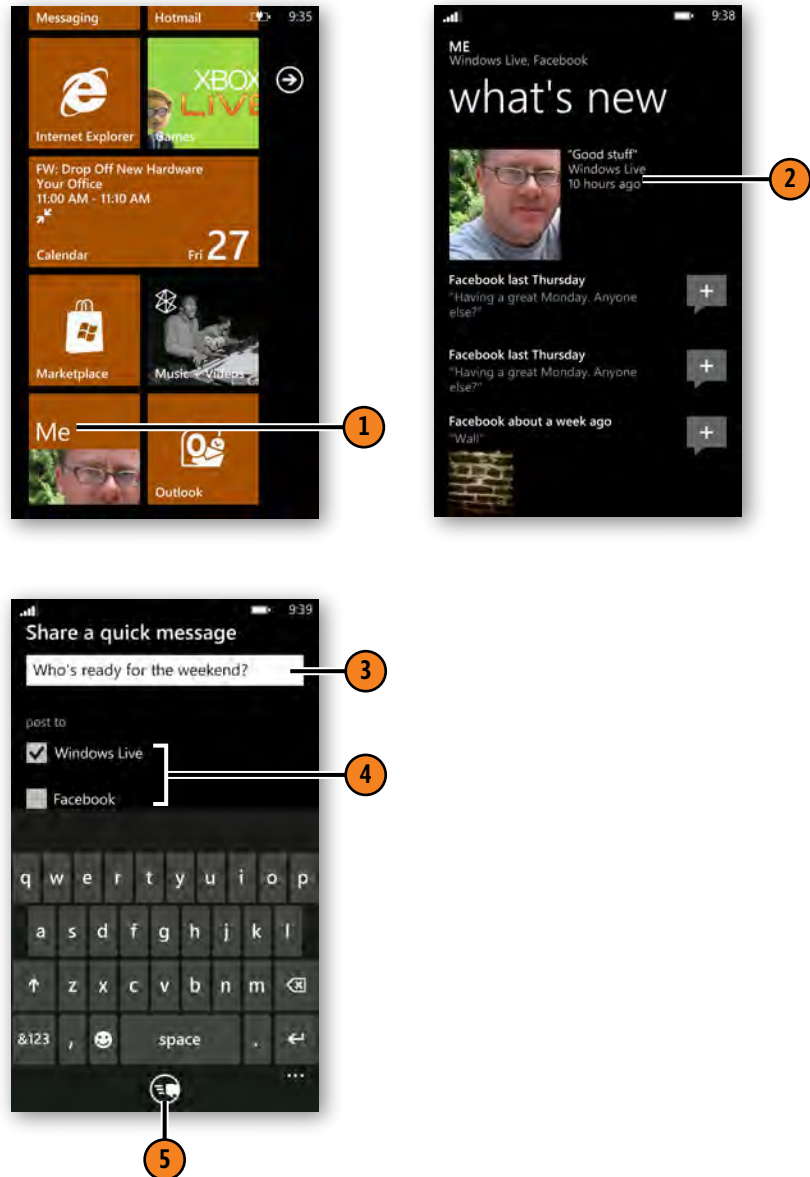 Messaging
Hotmail
9:35
Internet Explorer
XBOX
LIVE
Games
FW: Drop Off New Hardware
Your Office
11:00 AM - 11:10 AM
Calendar
Fri 27
Marketplace
Music + Videos
Me
Outlook
1
9:38
ME
Windows Live, Facebook
what's new
"Good stuff"
Windows Live
10 hours ago
2
Facebook last Thursday
"Having a great Monday. Anyone
else?"
+
Facebook last Thursday
"Having a great Monday. Anyone
else?"
+
Facebook about a week ago
"Wall"
+
9:39
Share a quick message
Who's ready for the weekend?
3
post to
Windows Live
Facebook
4
q w e r t y u i o p
a s d f g h j k l
z x c v b n m
&123 , space .
...
5